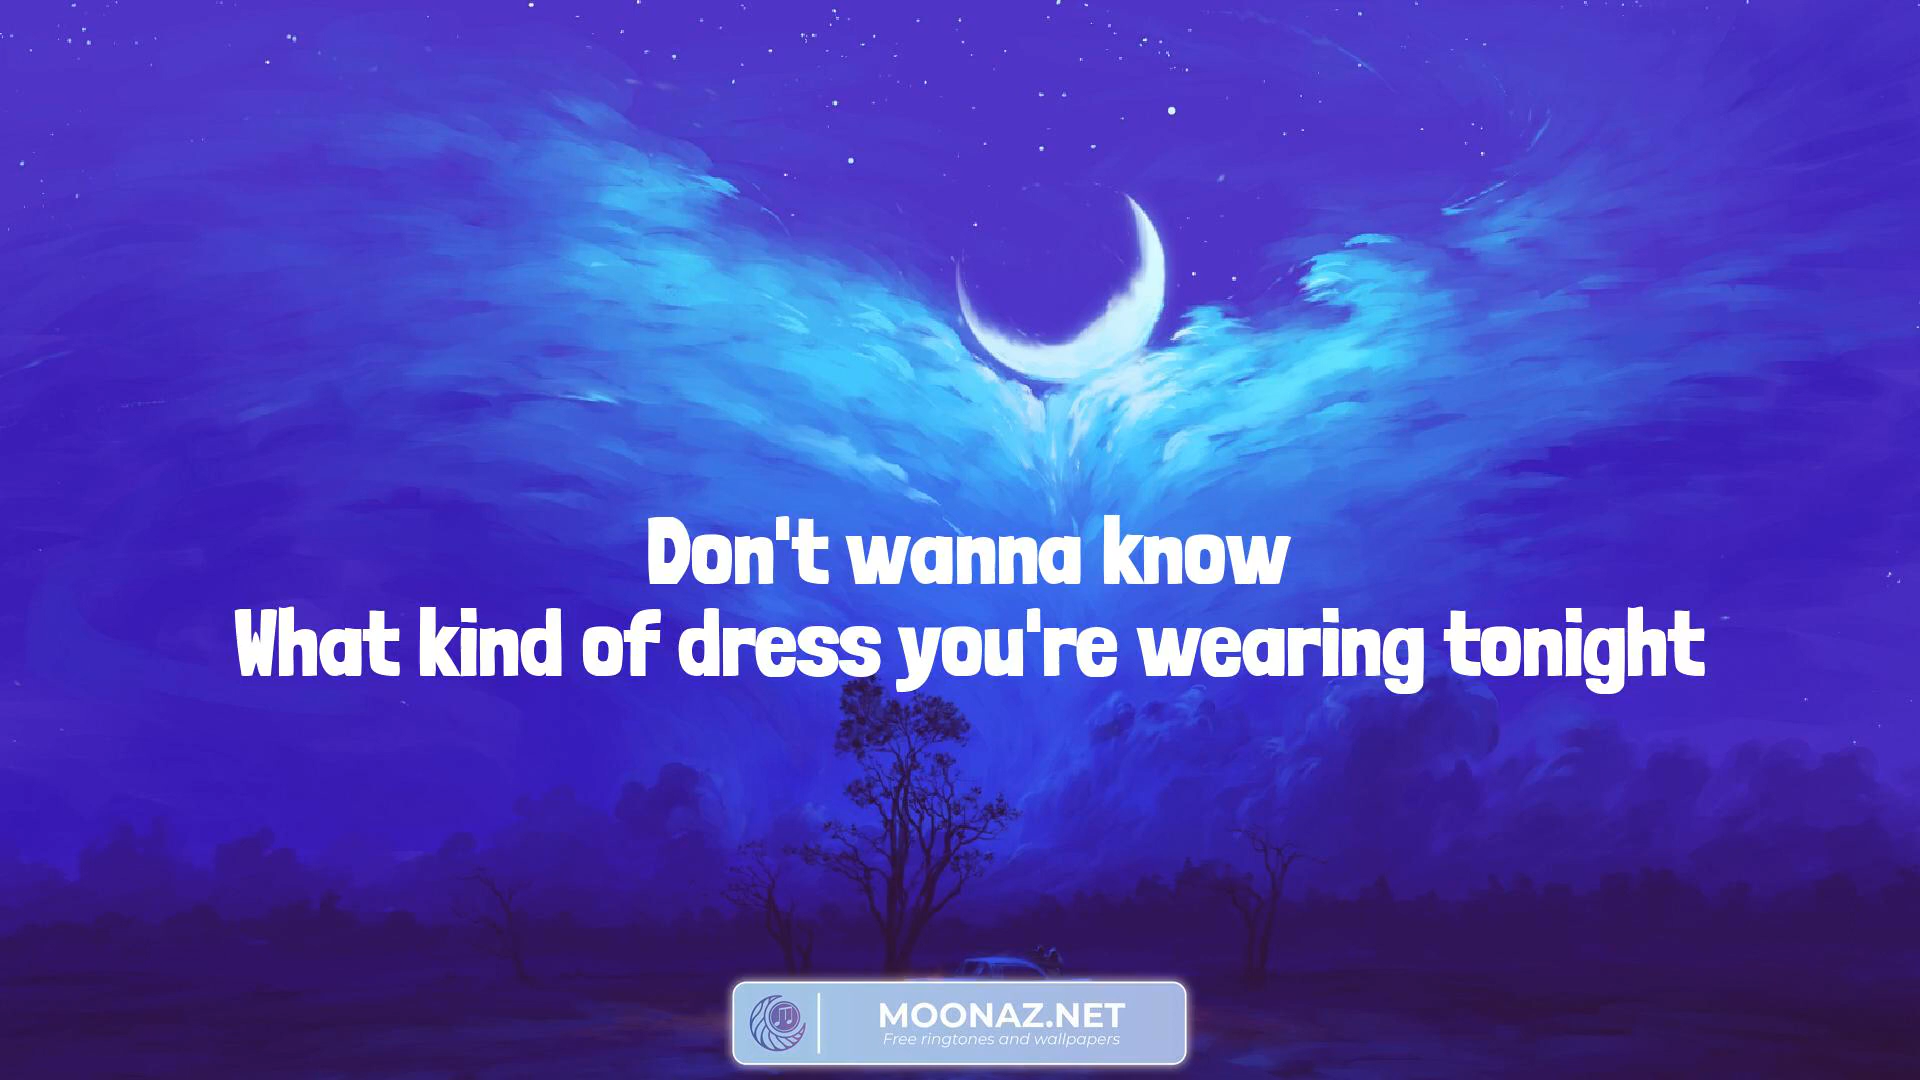 Don't wanna know
What kind of dress you're wearing tonight
MOONAZ.NET
Free ringtones and wallpapers